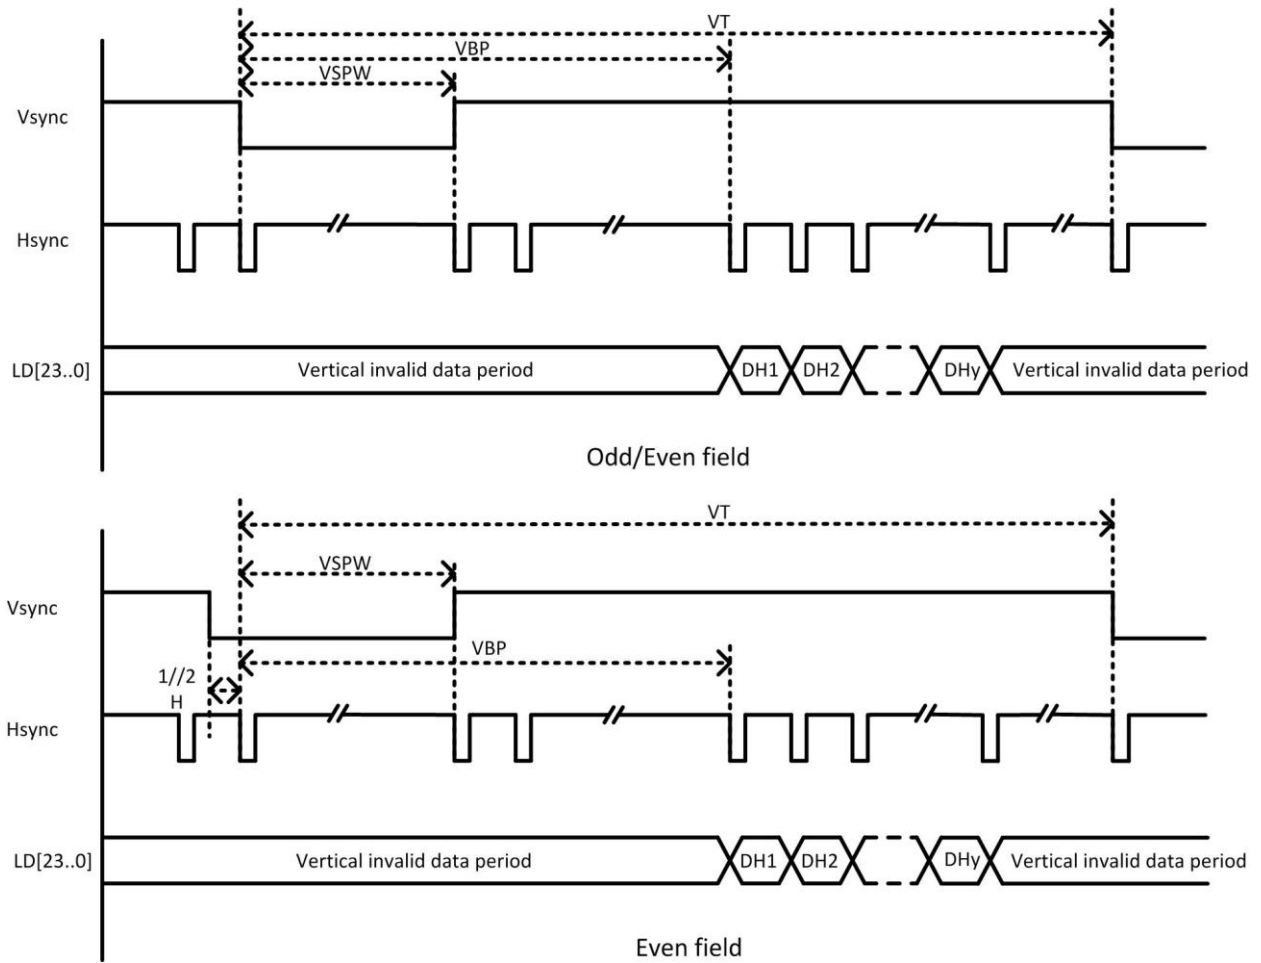 VT
VBP
VSPW
Vsync
Hsync
LD[23..0]
Vertical invalid data period
DH1
DH2
DHy
Vertical invalid data period
Odd/Even field
VT
VSPW
Vsync
VBP
1//2
H
Hsync
LD[23..0]
Vertical invalid data period
DH1
DH2
DHy
Vertical invalid data period
Even field